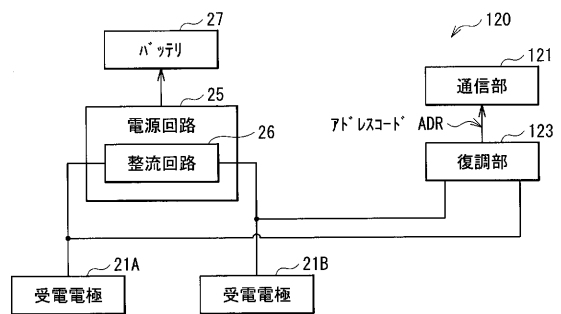 120
27
バッテリ
121
通信部
25
電源回路
26
整流回路
アドレスコード ADR
123
復調部
21A
受電電極
21B
受電電極